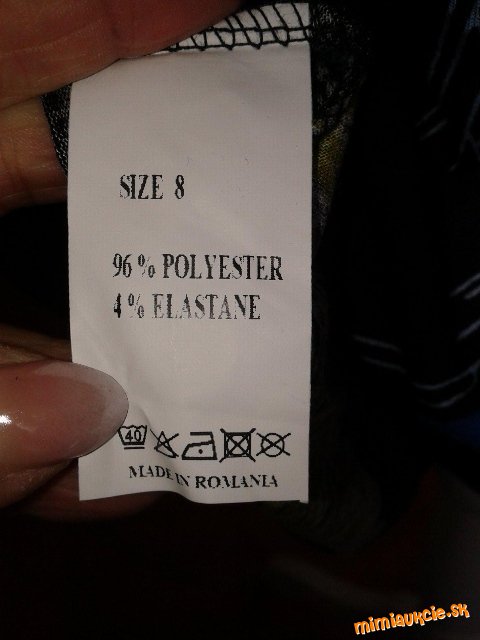 SIZE 8
96% POLYESTER
4% ELASTANE
40
MADE IN ROMANIA
mimiaukcie.sk